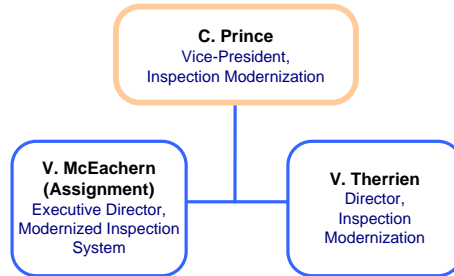 C. Prince
Vice-President,
Inspection Modernization
V. McEachern
(Assignment)
Executive Director,
Modernized Inspection
System
V. Therrien
Director,
Inspection
Modernization